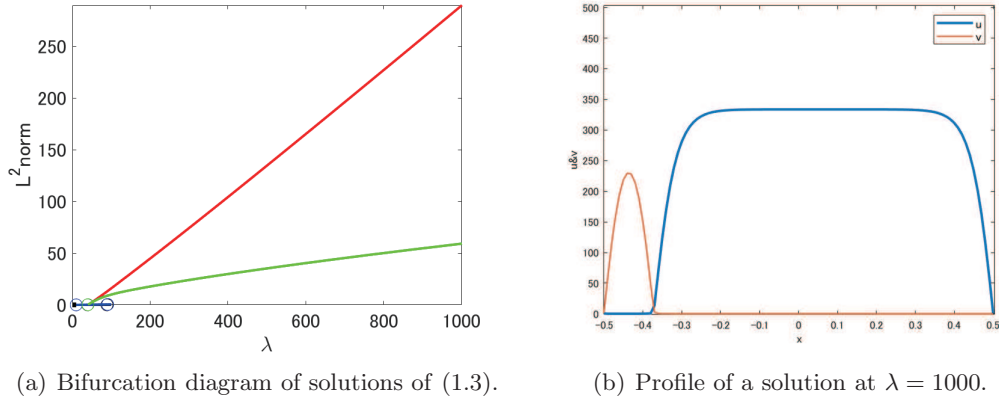 250
200
150
100
50
0
L² norm
0 200 400 600 800 1000
λ
500
450
400
350
300
250
200
150
100
50
0
u&v
u
v
-0.5 -0.4 -0.3 -0.2 -0.1 0 0.1 0.2 0.3 0.4 0.5
x
(a) Bifurcation diagram of solutions of (1.3).
(b) Profile of a solution at λ = 1000.